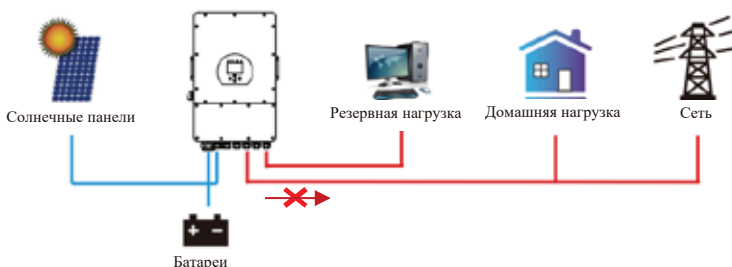 Солнечные панели
Резервная нагрузка
Домашняя нагрузка
Сеть
Батареи